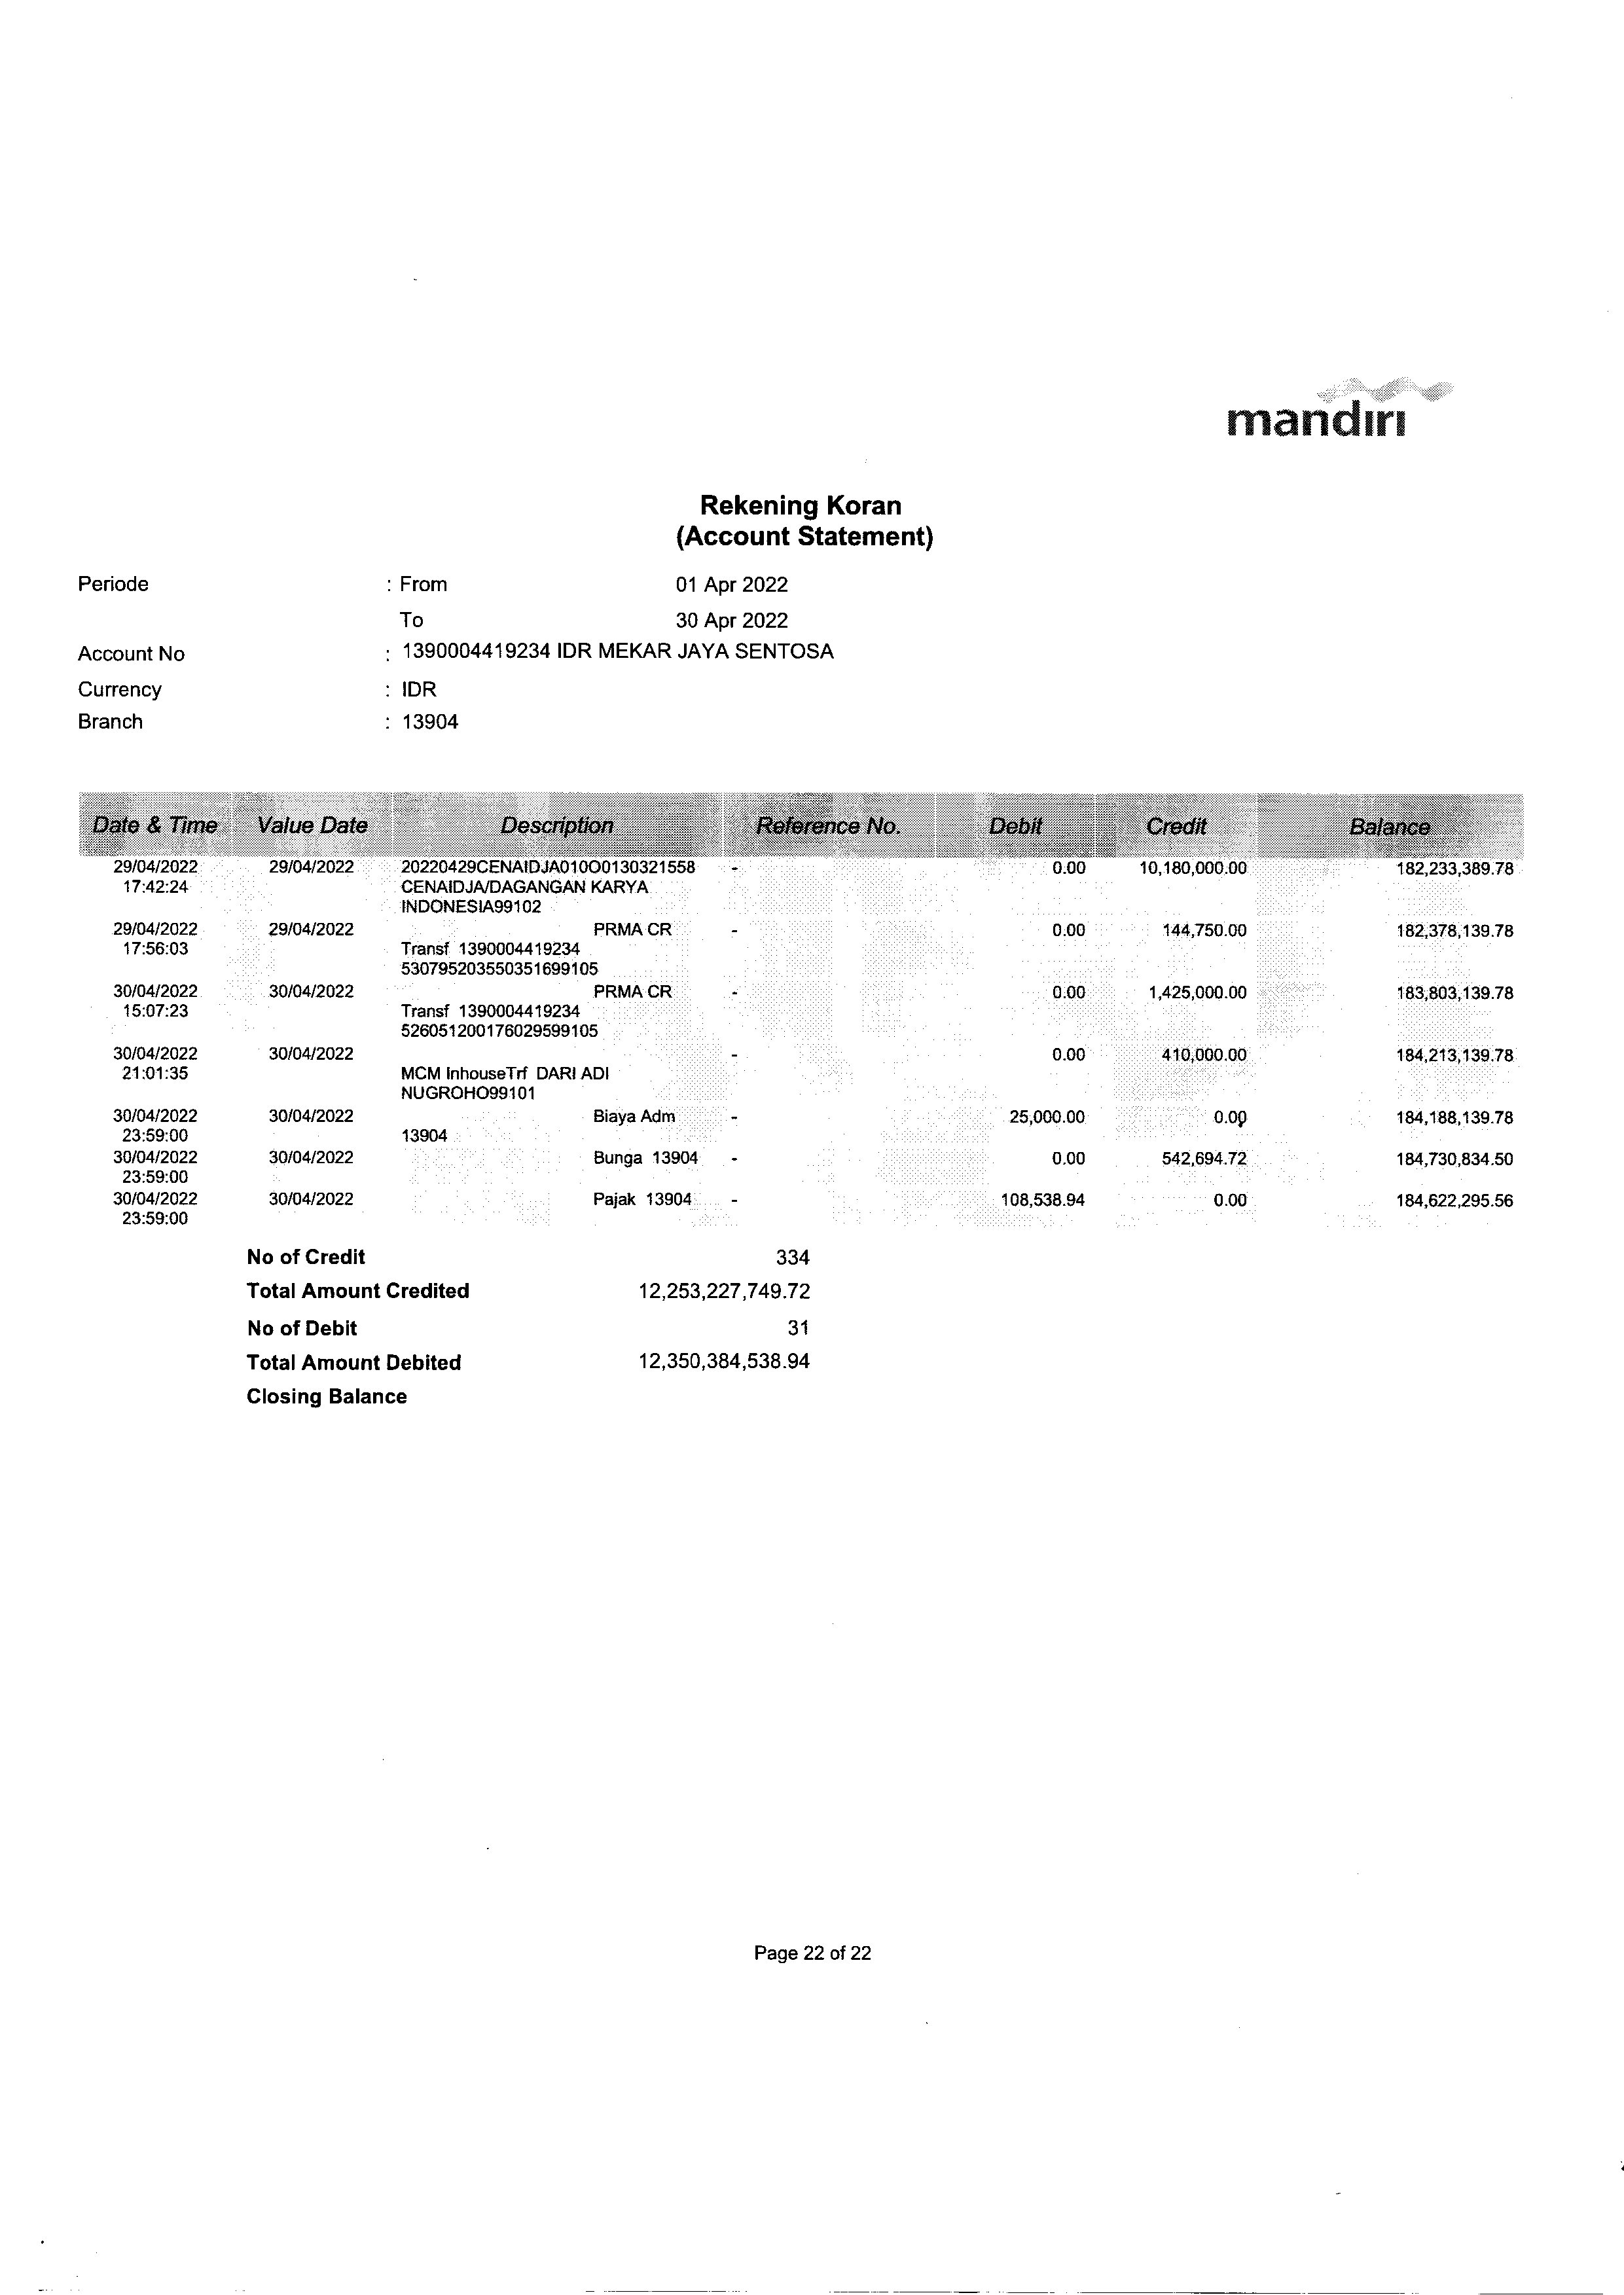 mandiri
Rekening Koran
(Account Statement)
Periode : From 01 Apr 2022
To 30 Apr 2022
Account No : 1390004419234 IDR MEKAR JAYA SENTOSA
Currency : IDR
Branch : 13904
Date & Time Value Date Description Reference No. Debit Credit Balance
29/04/2022 29/04/2022 20220429CENAIDJA010O0130321558 - 0.00 10,180,000.00 182,233,389.78
17:42:24 CENAIDJA/DAGANGAN KARYA
INDONESIA99102
29/04/2022 29/04/2022 PRMA CR - 0.00 144,750.00 182,378,139.78
17:56:03 Transf 1390004419234
530795203550351699105
30/04/2022 30/04/2022 PRMA CR - 0.00 1,425,000.00 183,803,139.78
15:07:23 Transf 1390004419234
526051200176029599105
30/04/2022 30/04/2022 - 0.00 410,000.00 184,213,139.78
21:01:35 MCM InhouseTrf DARI ADI
NUGROHO99101
30/04/2022 30/04/2022 Biaya Adm - 25,000.00 0.00 184,188,139.78
23:59:00 13904
30/04/2022 30/04/2022 Bunga 13904 - 0.00 542,694.72 184,730,834.50
23:59:00
30/04/2022 30/04/2022 Pajak 13904 - 108,538.94 0.00 184,622,295.56
23:59:00
No of Credit 334
Total Amount Credited 12,253,227,749.72
No of Debit 31
Total Amount Debited 12,350,384,538.94
Closing Balance
Page 22 of 22